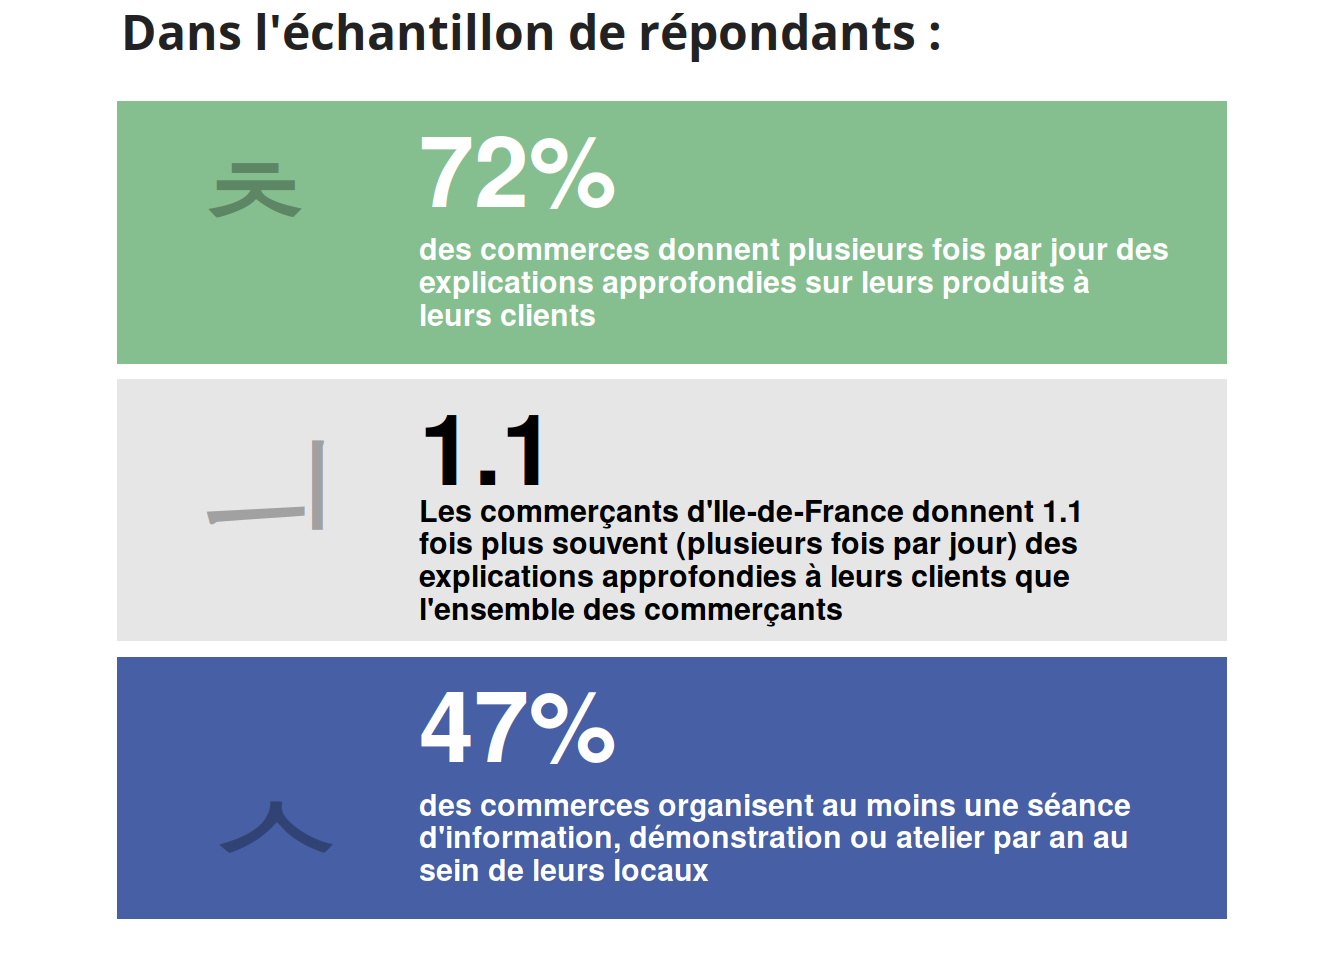 Dans l'échantillon de répondants :
ㅊ
72%
des commerces donnent plusieurs fois par jour des
explications approfondies sur leurs produits à
leurs clients
ㅢ
1.1
Les commerçants d'Ile-de-France donnent 1.1
fois plus souvent (plusieurs fois par jour) des
explications approfondies à leurs clients que
l'ensemble des commerçants
ㅅ
47%
des commerces organisent au moins une séance
d'information, démonstration ou atelier par an au
sein de leurs locaux